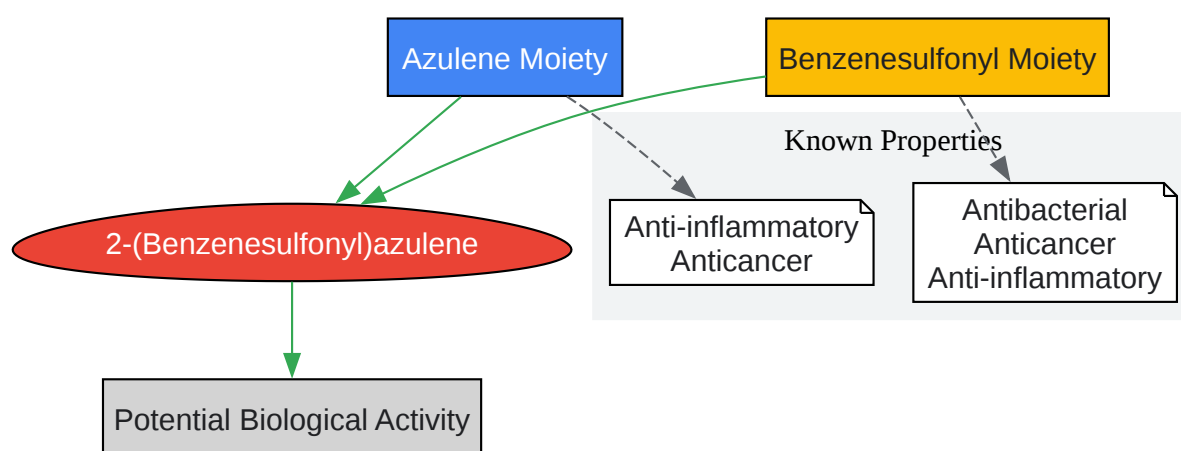 Azulene Moiety
Benzenesulfonyl Moiety
Known Properties
2-(Benzenesulfonyl)azulene
Anti-inflammatory
Anticancer
Antibacterial
Anticancer
Anti-inflammatory
Potential Biological Activity